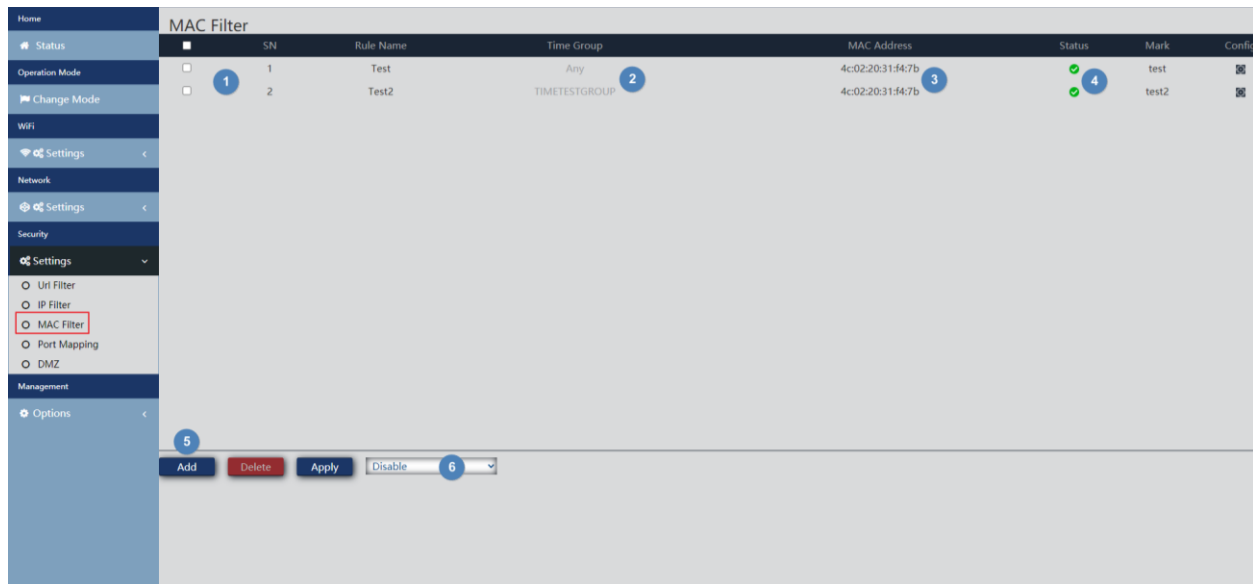 Home
Status
Operation Mode
Change Mode
WiFi
Settings
Network
Settings
Security
Settings
Url Filter
IP Filter
MAC Filter
Port Mapping
DMZ
Management
Options
MAC Filter
SN Rule Name Time Group MAC Address Status Mark Config
1 Test Any 4c:02:20:31:f4:7b test
2 Test2 TIMETESTGROUP 4c:02:20:31:f4:7b test2
1
2
3
4
5
Add Delete Apply Disable 6